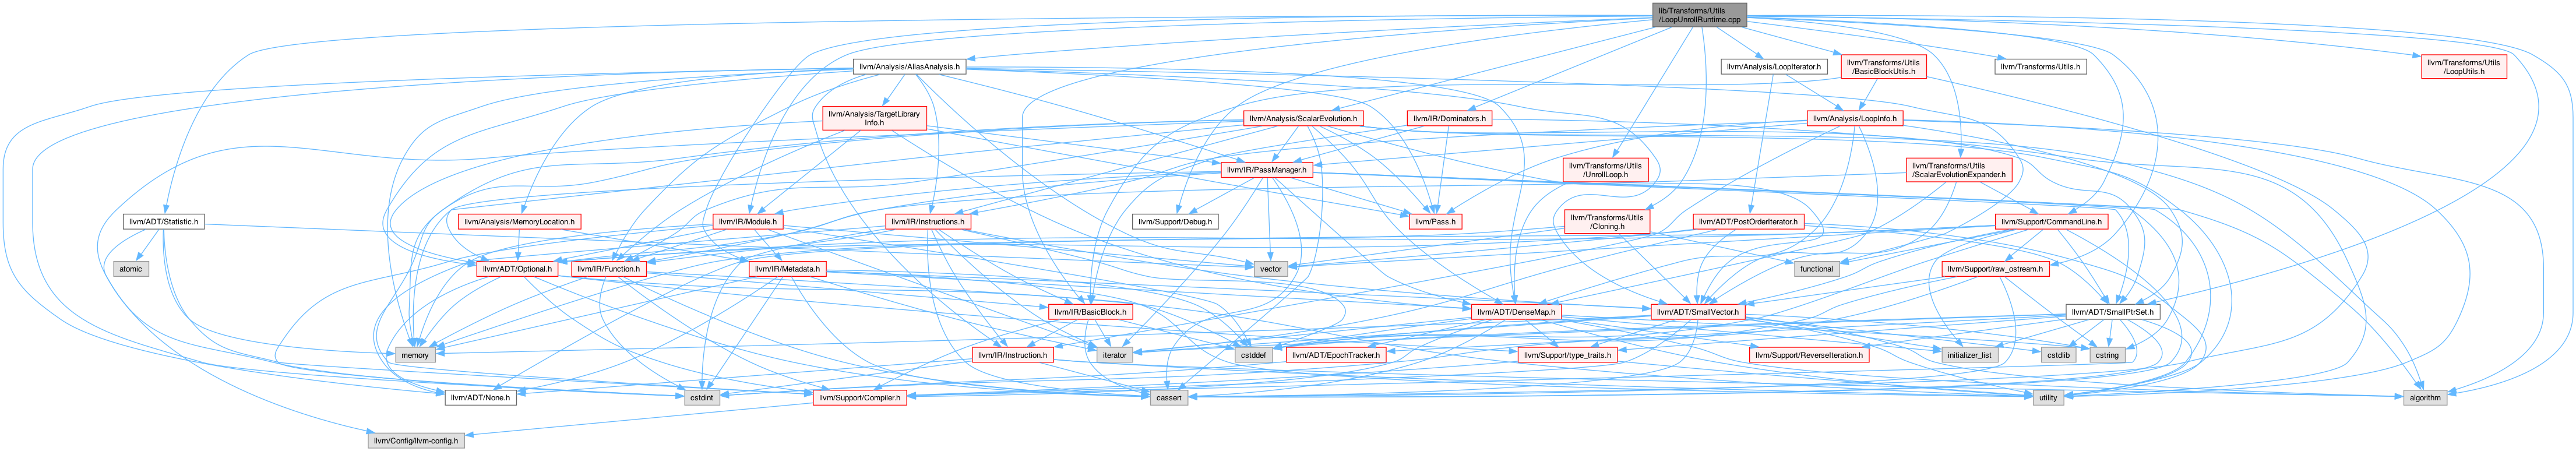 lib/Transforms/Utils
/LoopUnrollRuntime.cpp
llvm/Analysis/AliasAnalysis.h
llvm/Analysis/LoopIterator.h
llvm/Transforms/Utils
/BasicBlockUtils.h
llvm/Transforms/Utils.h
llvm/Transforms/Utils
/LoopUtils.h
llvm/Analysis/TargetLibrary
Info.h
llvm/Analysis/ScalarEvolution.h
llvm/IR/Dominators.h
llvm/Analysis/LoopInfo.h
llvm/IR/PassManager.h
llvm/Transforms/Utils
/UnrollLoop.h
llvm/Transforms/Utils
/ScalarEvolutionExpander.h
llvm/ADT/Statistic.h
llvm/Analysis/MemoryLocation.h
llvm/IR/Module.h
llvm/IR/Instructions.h
llvm/Support/Debug.h
llvm/Pass.h
llvm/Transforms/Utils
/Cloning.h
llvm/ADT/PostOrderIterator.h
llvm/Support/CommandLine.h
atomic
llvm/ADT/Optional.h
llvm/IR/Function.h
llvm/IR/Metadata.h
vector
functional
llvm/Support/raw_ostream.h
llvm/IR/BasicBlock.h
llvm/ADT/DenseMap.h
llvm/ADT/SmallVector.h
llvm/ADT/SmallPtrSet.h
memory
iterator
llvm/IR/Instruction.h
cstddef
llvm/ADT/EpochTracker.h
llvm/Support/type_traits.h
llvm/Support/ReverseIteration.h
initializer_list
cstdlib
cstring
llvm/ADT/None.h
cstdint
llvm/Support/Compiler.h
cassert
utility
algorithm
llvm/Config/llvm-config.h